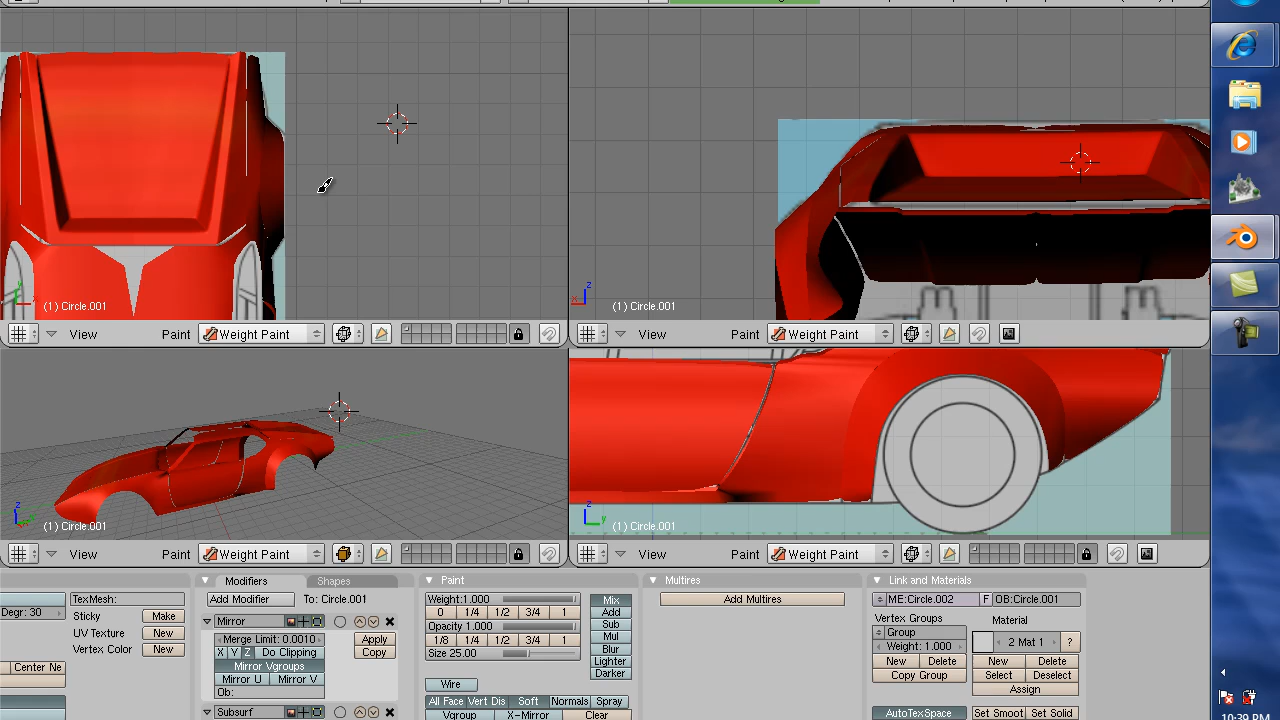 z
(1) Circle.001
(1) Circle.001
View Paint Weight Paint
View Paint Weight Paint
z
z
y
(1) Circle.001
(1) Circle.001
View Paint Weight Paint
View Paint Weight Paint
Modifiers Shapes
Paint
Multires
Link and Materials
TexMesh:
Degr: 30
Sticky Make
UV Texture New
Vertex Color New
Center Ne
Add Modifier To: Circle.001
Mirror
Merge Limit: 0.0010
X Y Z Do Clipping
Mirror Vgroups
Mirror U Mirror V
Ob:
Apply
Copy
Subsurf
Weight:1.000
0 1/4 1/2 3/4 1
Opacity 1.000
1/8 1/4 1/2 3/4 1
Size 25.00
Mix
Add
Sub
Mul
Blur
Lighter
Darker
Wire
All Face Vert Dis Soft Normals Spray
Vgroup X-Mirror Clear
Add Multires
ME:Circle.002 F OB:Circle.001
Vertex Groups
Group
Weight: 1.000
New Delete
Copy Group
Material
2 Mat 1 ?
New Delete
Select Deselect
Assign
AutoTexSpace Set Smoot Set Solid
10:39 PM